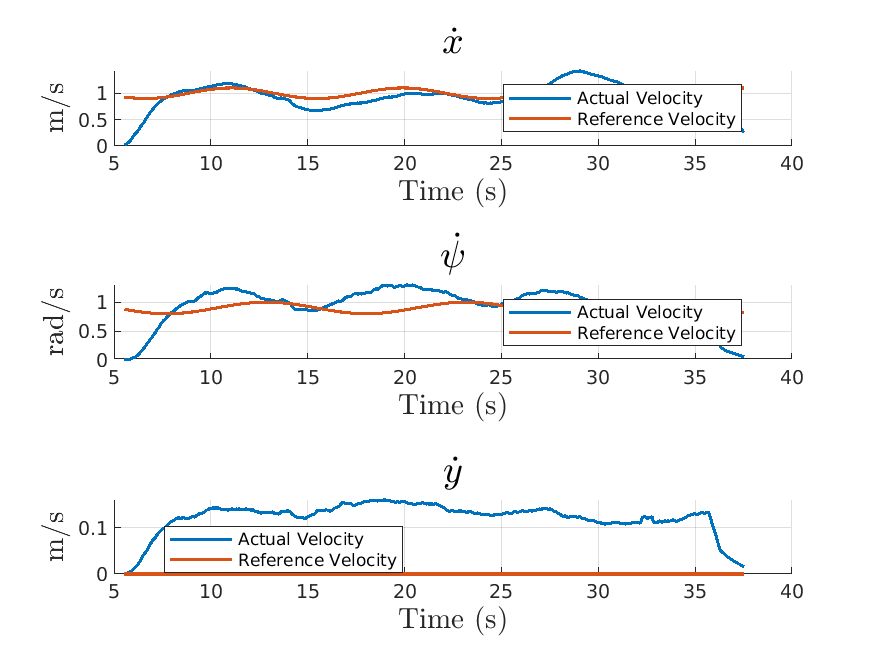 ẋ
m/s
1
0.5
0
Actual Velocity
Reference Velocity
5 10 15 20 25 30 35 40
Time (s)
ψ̇
rad/s
1
0.5
0
Actual Velocity
Reference Velocity
5 10 15 20 25 30 35 40
Time (s)
ẏ
m/s
0.1
0
Actual Velocity
Reference Velocity
5 10 15 20 25 30 35 40
Time (s)